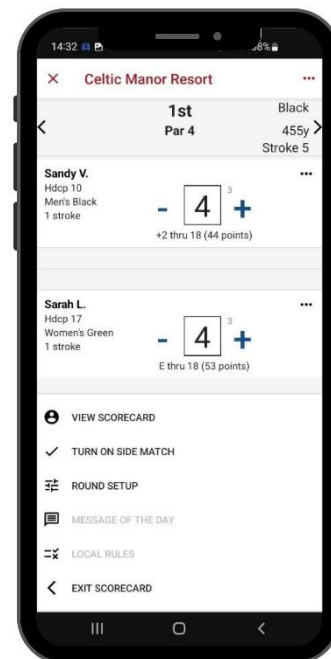 14:32 8%
× Celtic Manor Resort •••
1st Black
Par 4 455y
Stroke 5
Sandy V. •••
Hdcp 10
Men's Black
1 stroke
- 4 3 +
+2 thru 18 (44 points)
Sarah L. •••
Hdcp 17
Women's Green
1 stroke
- 4 3 +
E thru 18 (53 points)
VIEW SCORECARD
TURN ON SIDE MATCH
ROUND SETUP
MESSAGE OF THE DAY
LOCAL RULES
EXIT SCORECARD